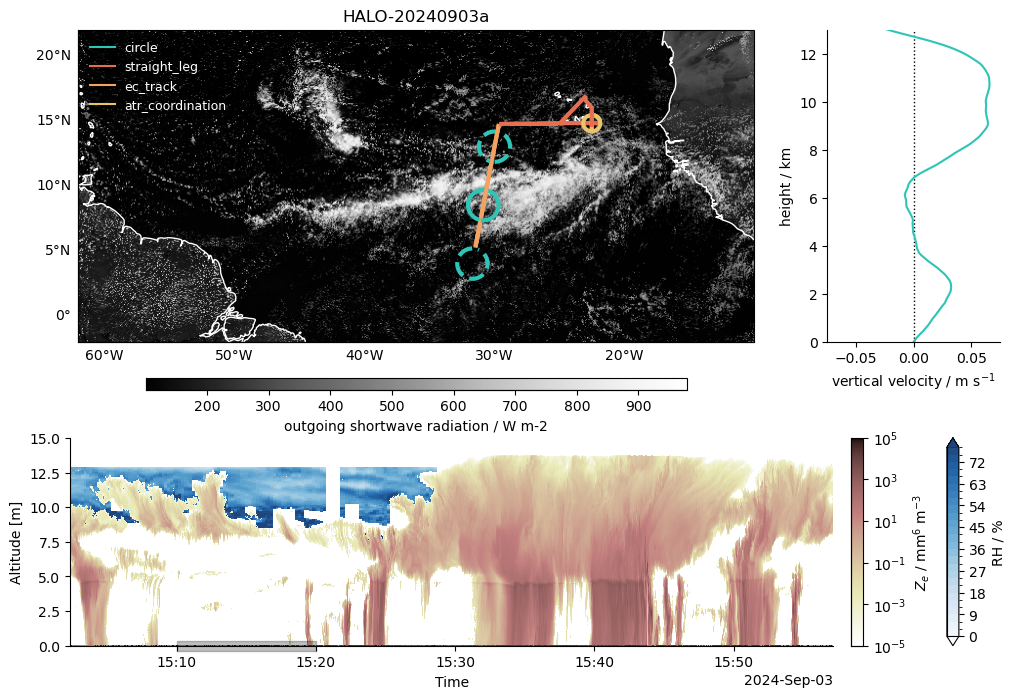 HALO-20240903a
circle
straight_leg
ec_track
atr_coordination
20°N
15°N
10°N
5°N
0°
60°W
50°W
40°W
30°W
20°W
200
300
400
500
600
700
800
900
outgoing shortwave radiation / W m-2
12
10
8
6
4
2
0
height / km
−0.05
0.00
0.05
vertical velocity / m s⁻¹
15.0
12.5
10.0
7.5
5.0
2.5
0.0
Altitude [m]
15:10
15:20
15:30
15:40
15:50
Time
2024-Sep-03
10⁵
10³
10¹
10⁻¹
10⁻³
10⁻⁵
Zₑ / mm⁶ m⁻³
72
63
54
45
36
27
18
9
0
RH / %